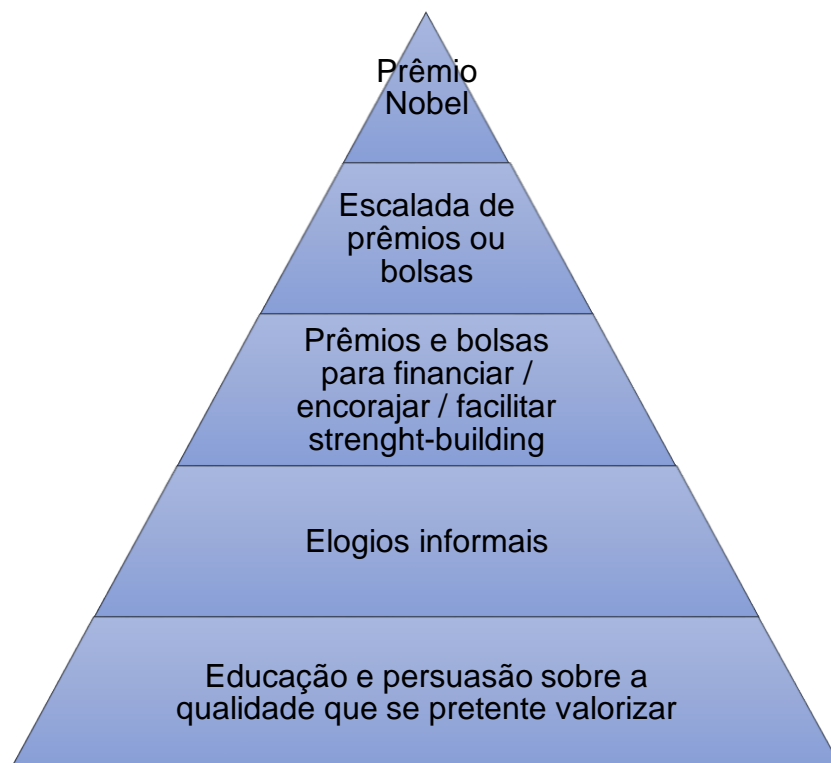 Prêmio
Nobel
Escalada de
prêmios ou
bolsas
Prêmios e bolsas
para financiar /
encorajar / facilitar
strenght-building
Elogios informais
Educação e persuasão sobre a
qualidade que se pretente valorizar